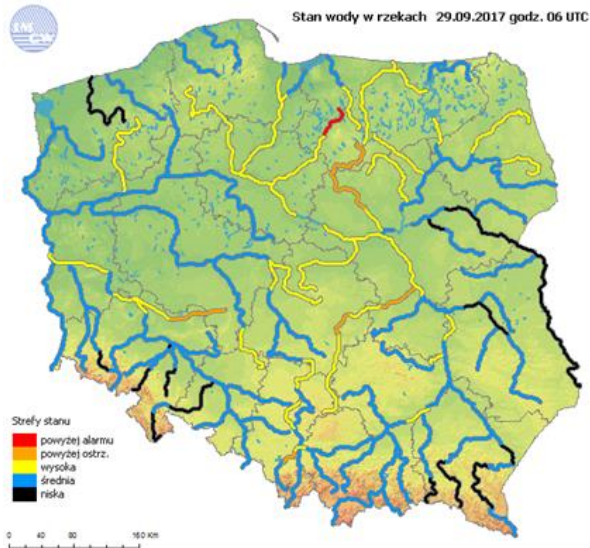 Stan wody w rzekach 29.09.2017 godz. 06 UTC
Strefy stanu
powyżej alarmu
powyżej ostrz.
wysoka
średnia
niska
0 40 80 160 Km